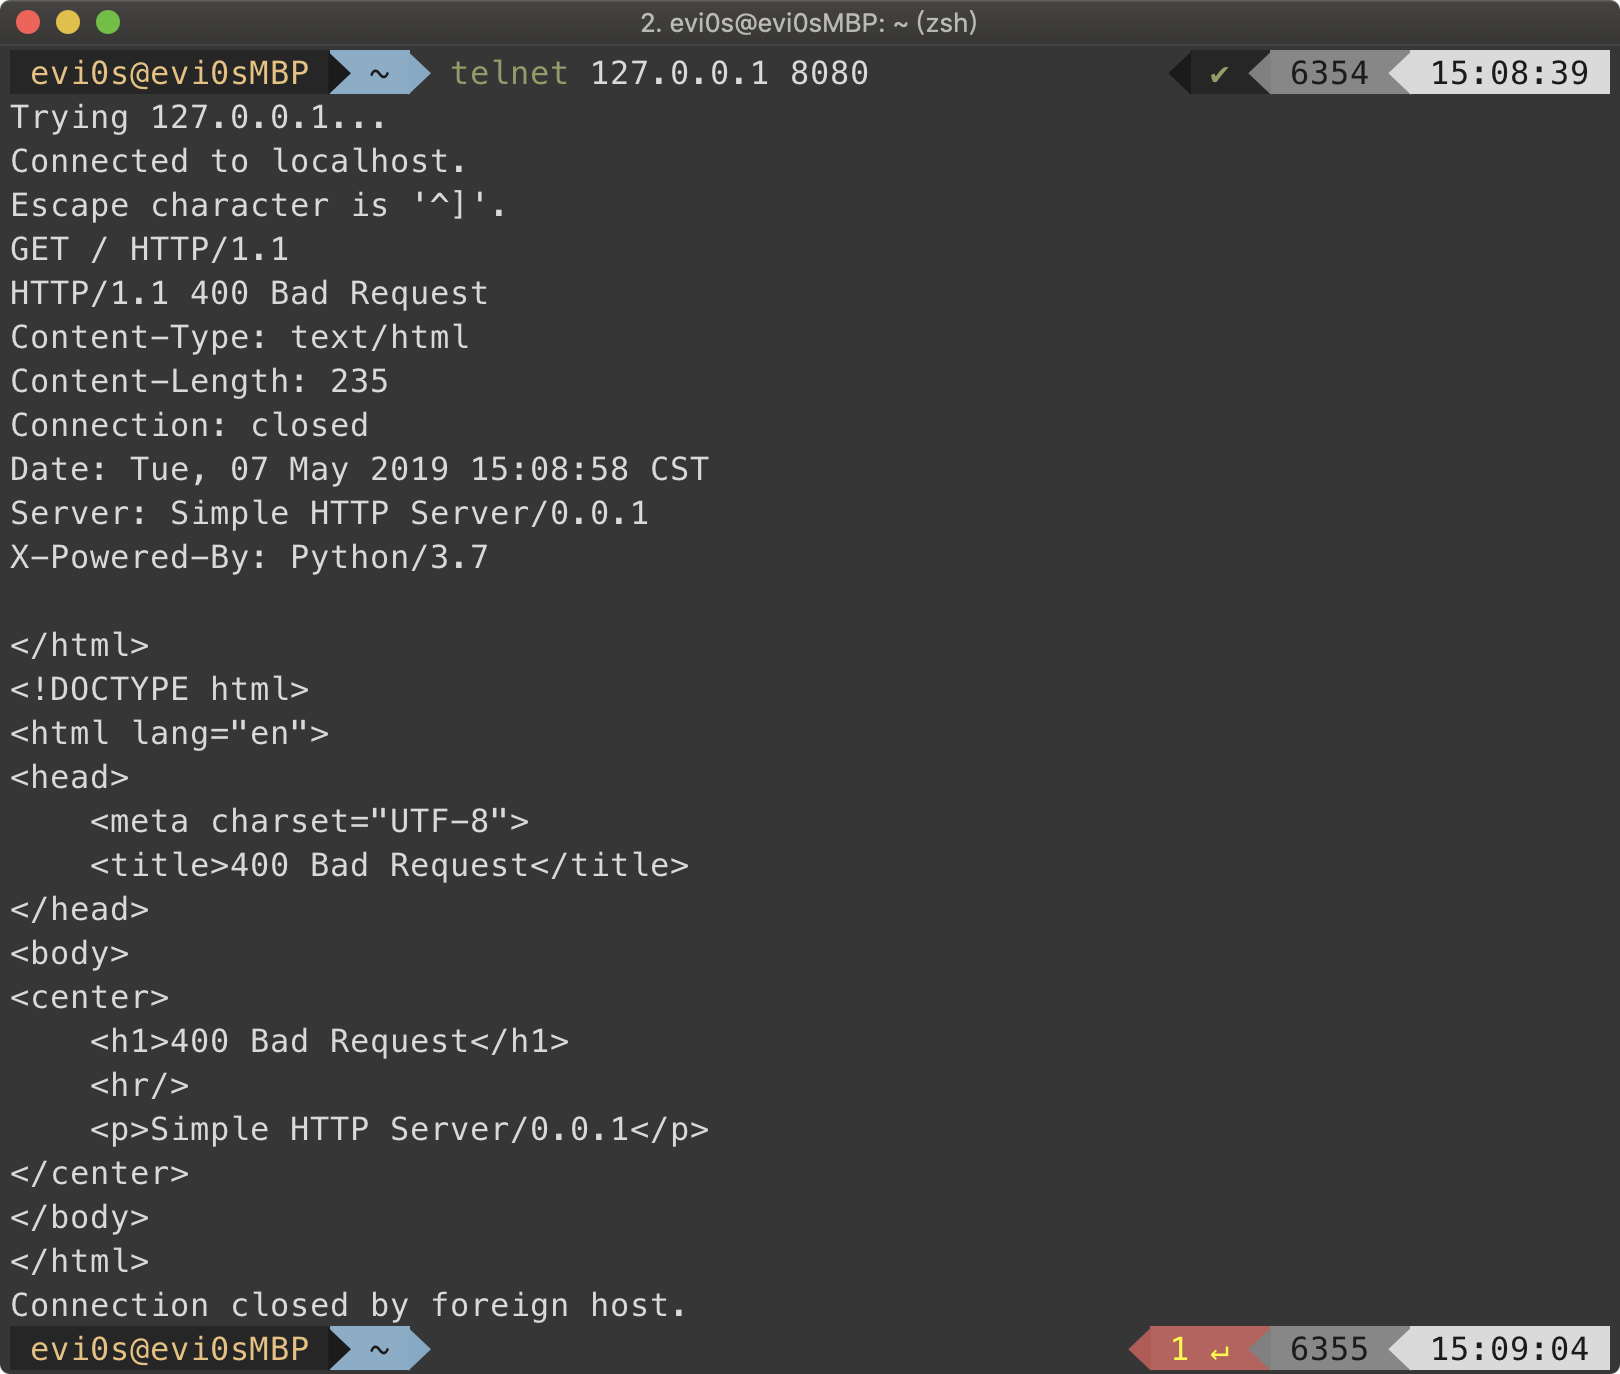 2. evi0s@evi0sMBP: ~ (zsh)
evi0s@evi0sMBP ~ telnet 127.0.0.1 8080 ✔ 6354 15:08:39
Trying 127.0.0.1...
Connected to localhost.
Escape character is '^]'.
GET / HTTP/1.1
HTTP/1.1 400 Bad Request
Content-Type: text/html
Content-Length: 235
Connection: closed
Date: Tue, 07 May 2019 15:08:58 CST
Server: Simple HTTP Server/0.0.1
X-Powered-By: Python/3.7

</html>
<!DOCTYPE html>
<html lang="en">
<head>
    <meta charset="UTF-8">
    <title>400 Bad Request</title>
</head>
<body>
<center>
    <h1>400 Bad Request</h1>
    <hr/>
    <p>Simple HTTP Server/0.0.1</p>
</center>
</body>
</html>
Connection closed by foreign host.
evi0s@evi0sMBP ~ 1 ↵ 6355 15:09:04